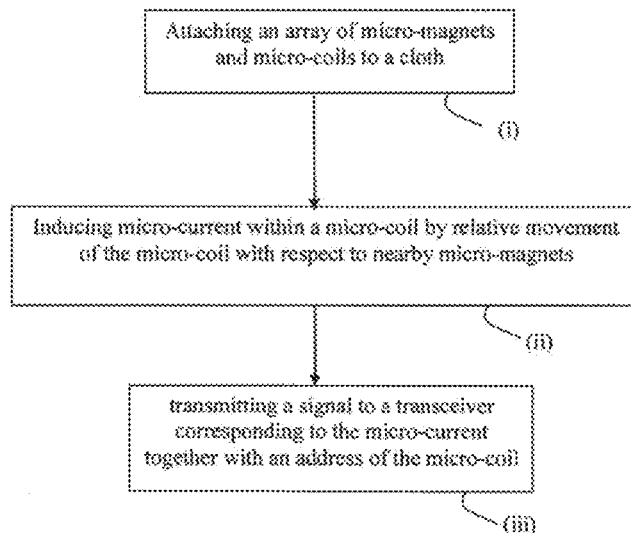 Attaching an array of micro-magnets
and micro-coils to a cloth
(i)
Inducing micro-current within a micro-coil by relative movement
of the micro-coil with respect to nearby micro-magnets
(ii)
transmitting a signal to a transceiver
corresponding to the micro-current
together with an address of the micro-coil
(iii)